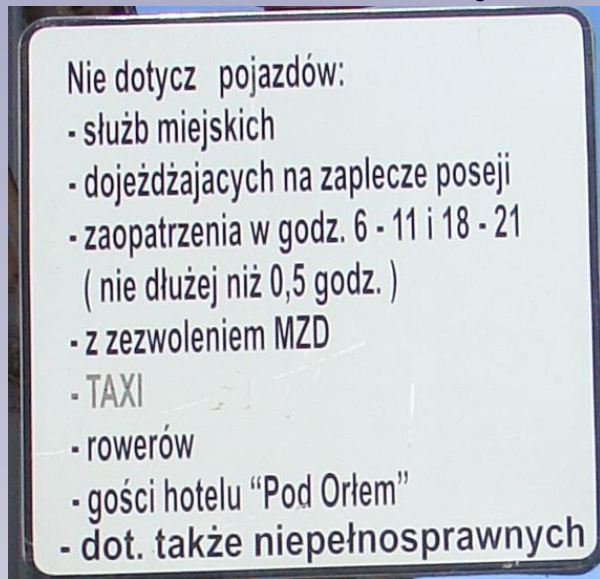 Nie dotycz pojazdów:
- służb miejskich
- dojeżdżajacych na zaplecze poseji
- zaopatrzenia w godz. 6 - 11 i 18 - 21
( nie dłużej niż 0,5 godz. )
- z zezwoleniem MZD
- TAXI
- rowerów
- gości hotelu “Pod Orłem”
- dot. także niepełnosprawnych